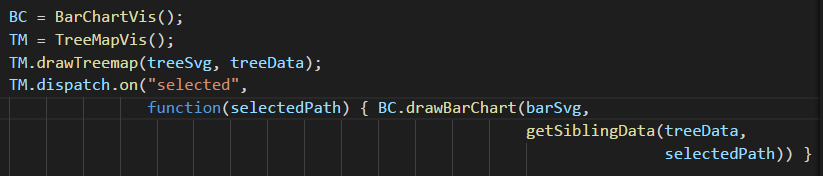 BC = BarChartVis();
TM = TreeMapVis();
TM.drawTreemap(treeSvg, treeData);
TM.dispatch.on("selected",
function(selectedPath) { BC.drawBarChart(barSvg,
getSiblingData(treeData,
selectedPath)) }